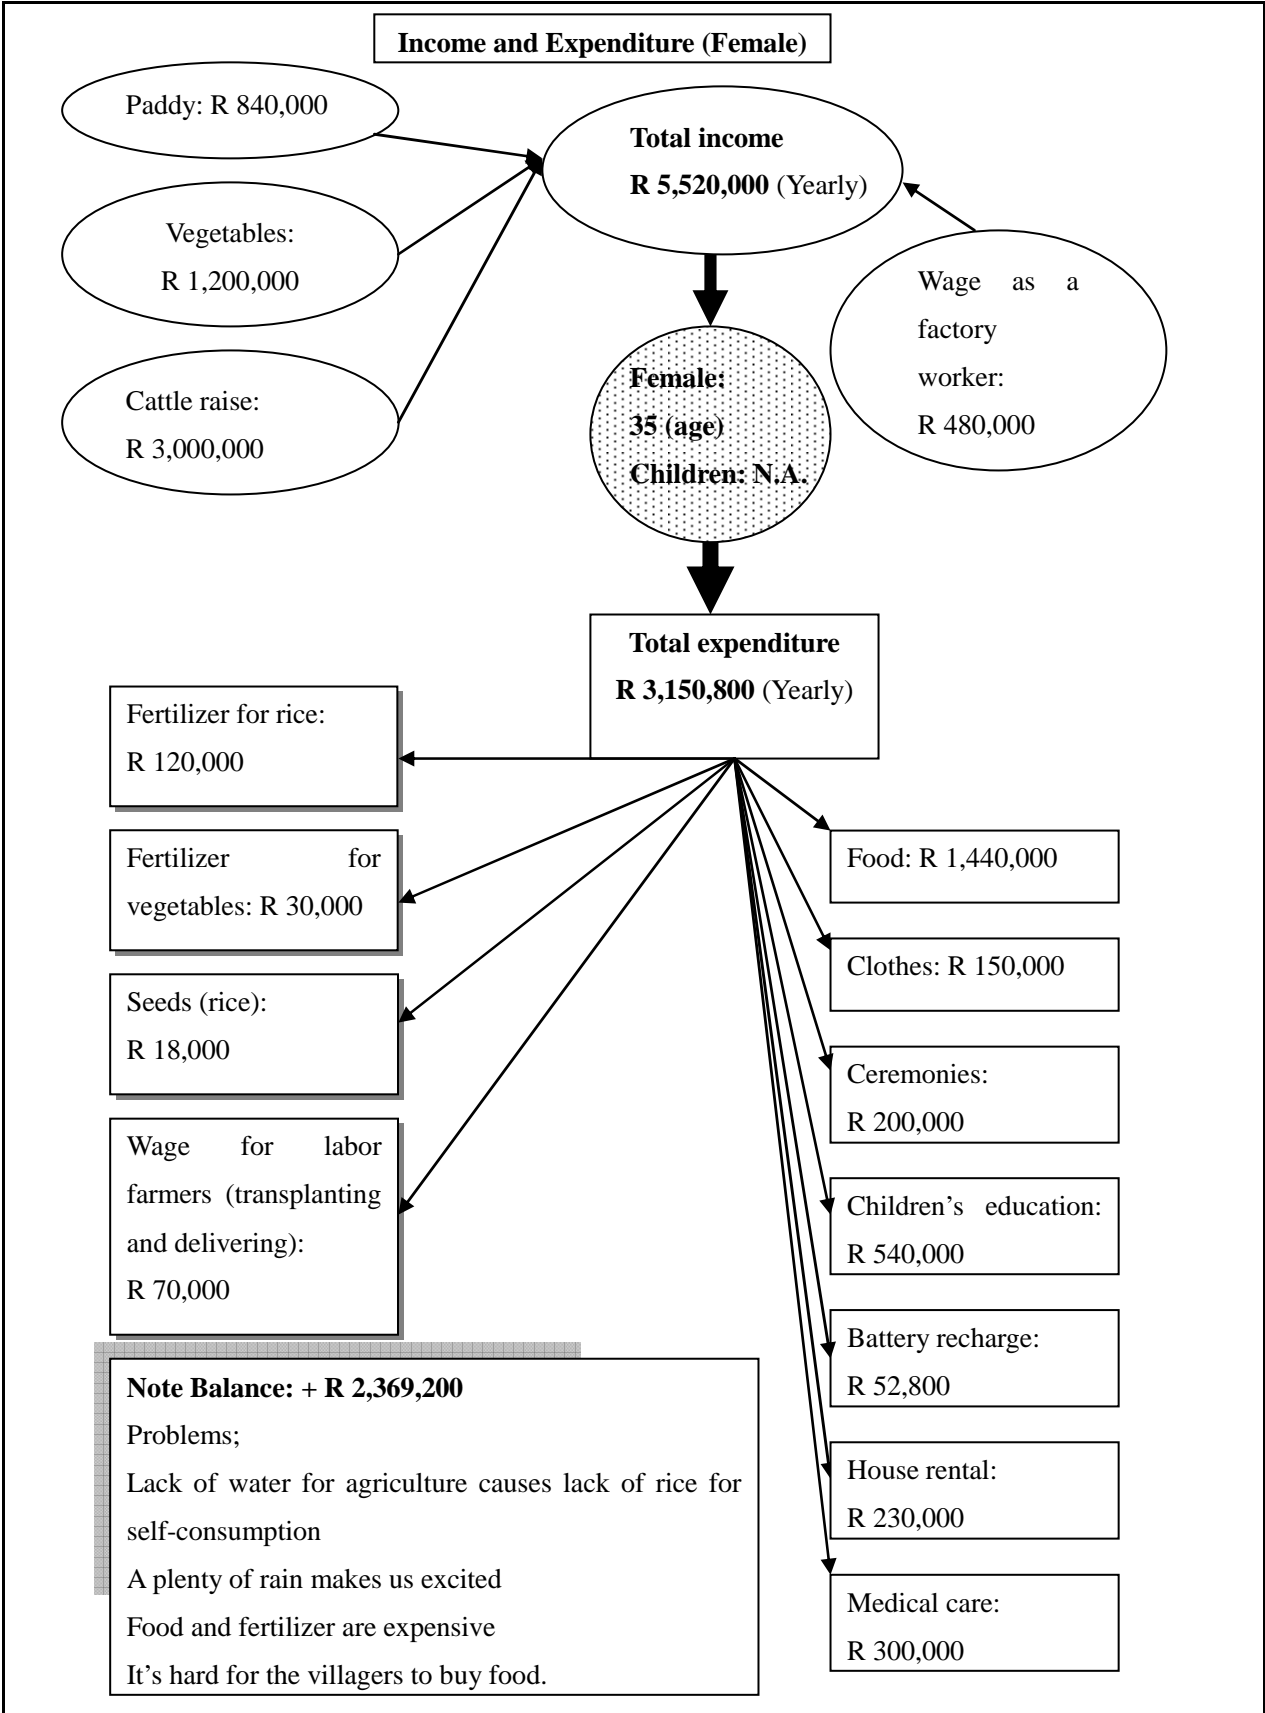 Income and Expenditure (Female)
Paddy: R 840,000
Total income
R 5,520,000 (Yearly)
Vegetables:
R 1,200,000
Wage as a
factory
worker:
R 480,000
Cattle raise:
R 3,000,000
Female:
35 (age)
Children: N.A.
Total expenditure
R 3,150,800 (Yearly)
Fertilizer for rice:
R 120,000
Fertilizer for
vegetables: R 30,000
Seeds (rice):
R 18,000
Wage for labor
farmers (transplanting
and delivering):
R 70,000
Food: R 1,440,000
Clothes: R 150,000
Ceremonies:
R 200,000
Children’s education:
R 540,000
Battery recharge:
R 52,800
House rental:
R 230,000
Medical care:
R 300,000
Note Balance: + R 2,369,200
Problems;
Lack of water for agriculture causes lack of rice for
self-consumption
A plenty of rain makes us excited
Food and fertilizer are expensive
It’s hard for the villagers to buy food.